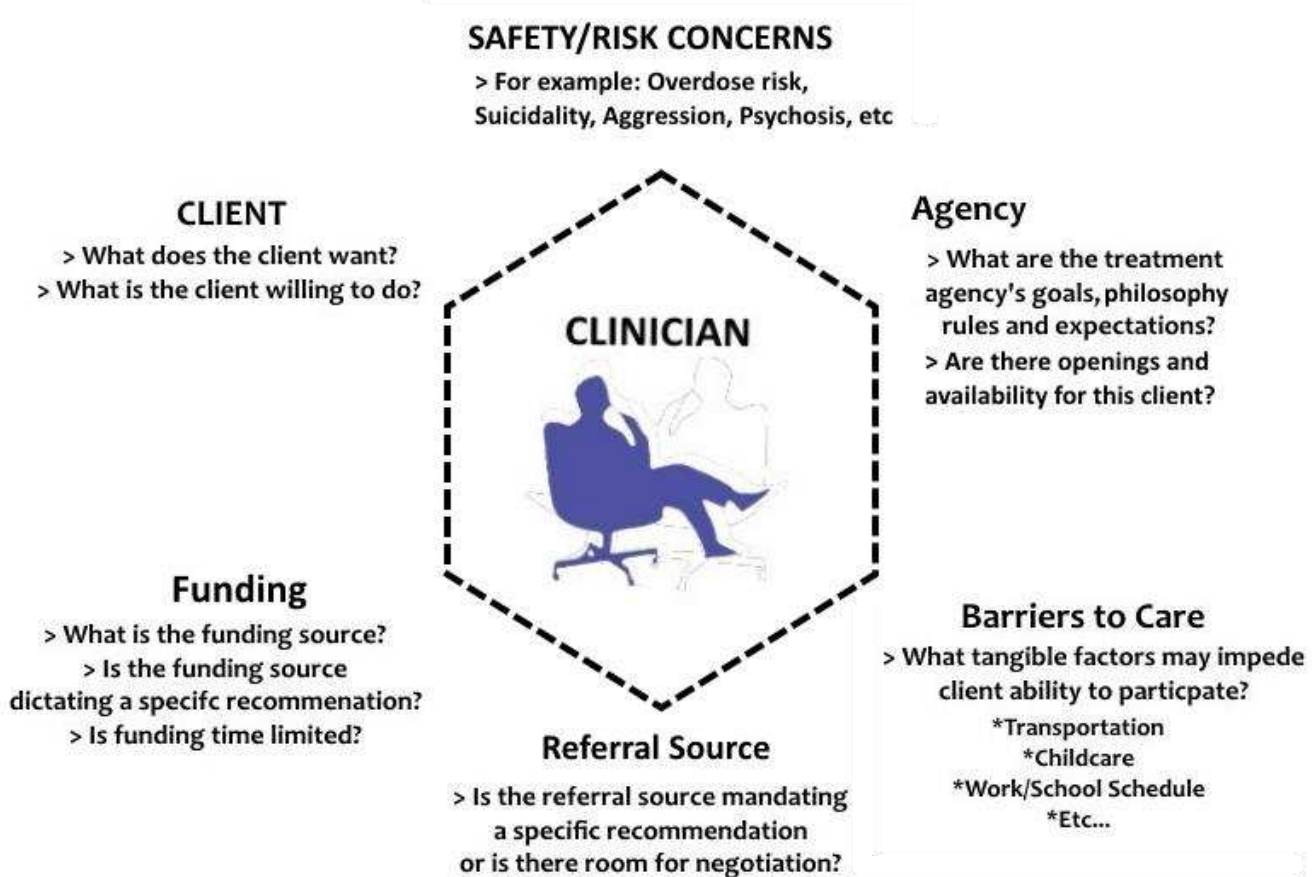 SAFETY/RISK CONCERNS
> For example: Overdose risk,
Suicidality, Aggression, Psychosis, etc
CLIENT
> What does the client want?
> What is the client willing to do?
Agency
> What are the treatment
agency's goals, philosophy
rules and expectations?
> Are there openings and
availability for this client?
CLINICIAN
Funding
> What is the funding source?
> Is the funding source
dictating a specifc recommenation?
> Is funding time limited?
Barriers to Care
> What tangible factors may impede
client ability to particpate?
*Transportation
*Childcare
*Work/School Schedule
*Etc...
Referral Source
> Is the referral source mandating
a specific recommendation
or is there room for negotiation?